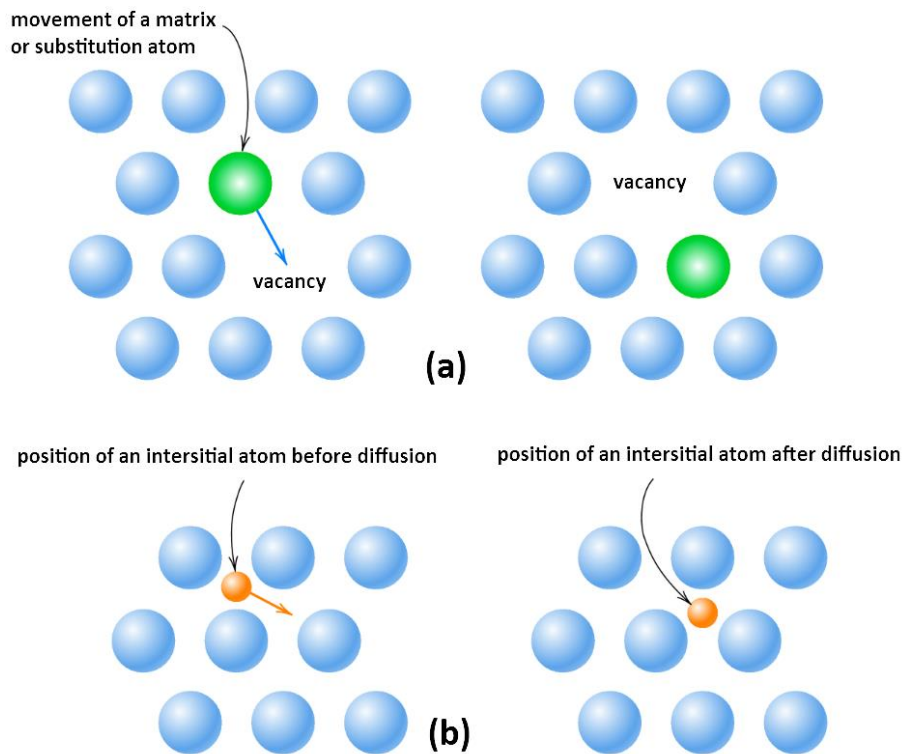 movement of a matrix
or substitution atom
vacancy
vacancy
(a)
position of an intersitial atom before diffusion
position of an intersitial atom after diffusion
(b)